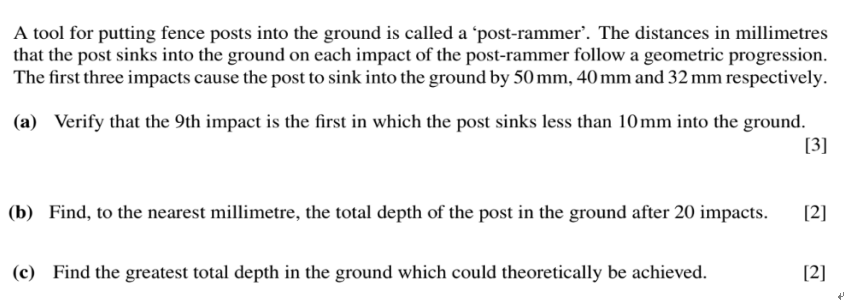 A tool for putting fence posts into the ground is called a ‘post-rammer’. The distances in millimetres
that the post sinks into the ground on each impact of the post-rammer follow a geometric progression.
The first three impacts cause the post to sink into the ground by 50 mm, 40 mm and 32 mm respectively.
(a) Verify that the 9th impact is the first in which the post sinks less than 10 mm into the ground.
[3]
(b) Find, to the nearest millimetre, the total depth of the post in the ground after 20 impacts. [2]
(c) Find the greatest total depth in the ground which could theoretically be achieved. [2]